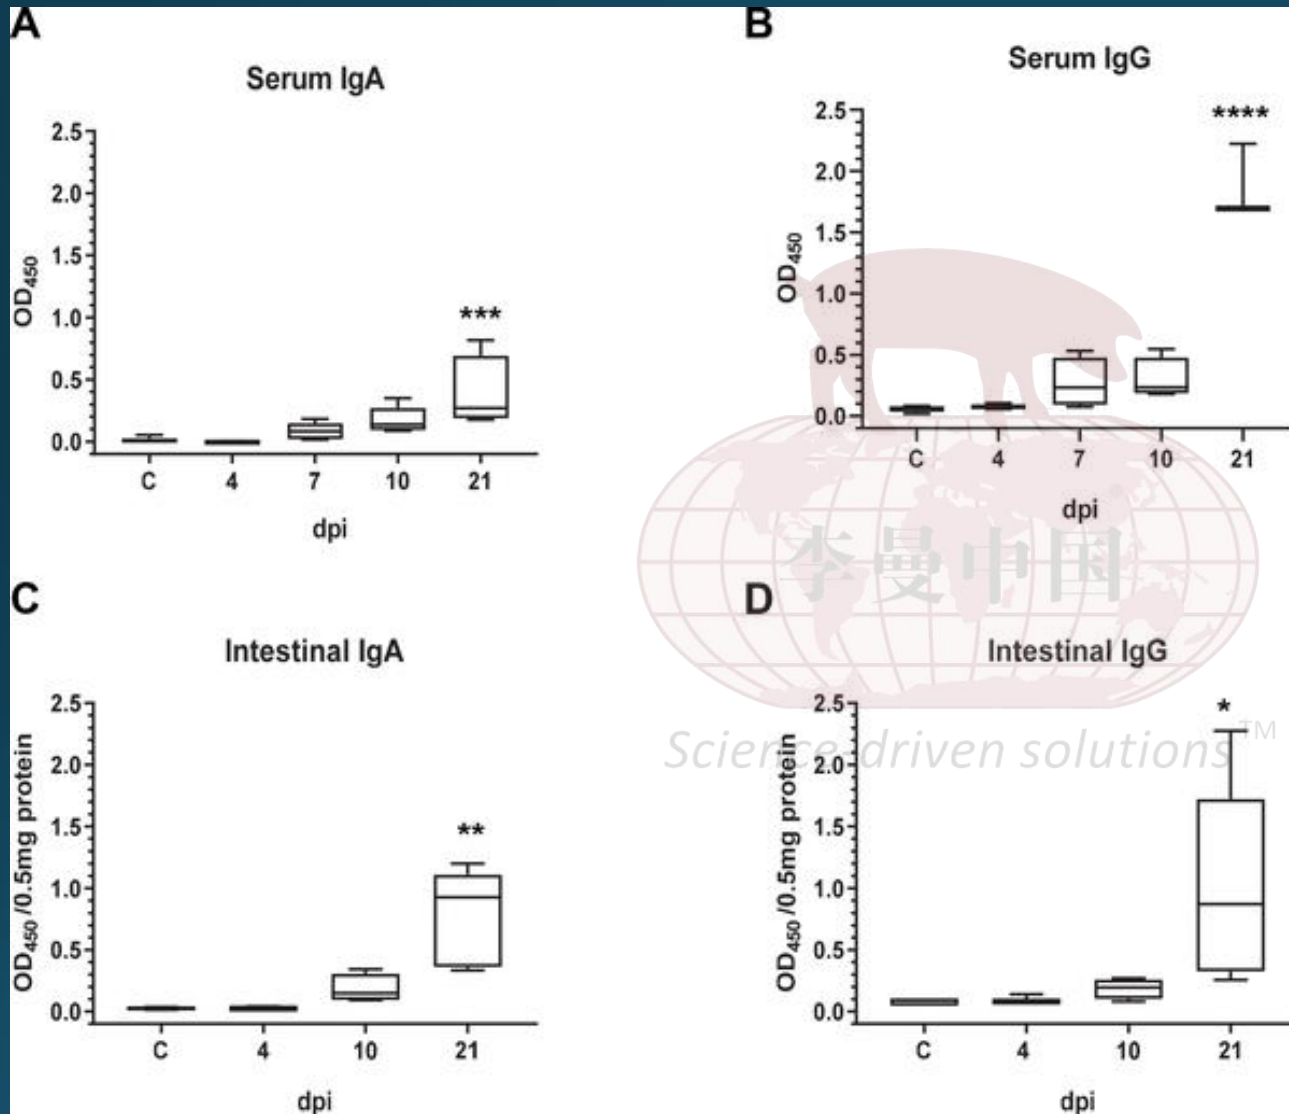 A
Serum IgA
OD450
2.5
2.0
1.5
1.0
0.5
0.0
***
C 4 7 10 21
dpi
B
Serum IgG
OD450
2.5
2.0
1.5
1.0
0.5
0.0
****
C 4 7 10 21
dpi
李曼中国
Science-driven solutions™
C
Intestinal IgA
OD450/0.5mg protein
2.5
2.0
1.5
1.0
0.5
0.0
**
C 4 10 21
dpi
D
Intestinal IgG
OD450/0.5mg protein
2.5
2.0
1.5
1.0
0.5
0.0
*
C 4 10 21
dpi